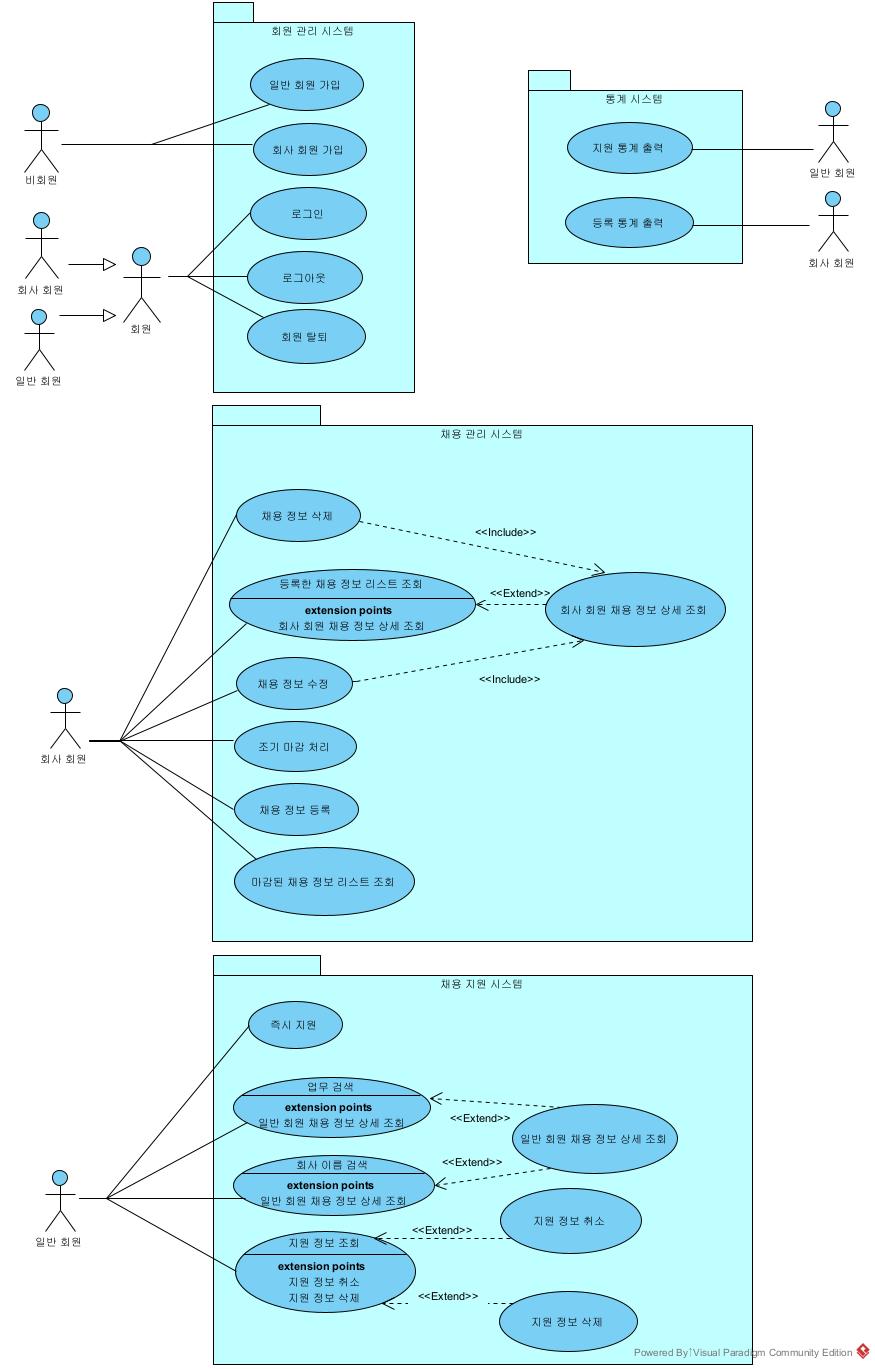 회원 관리 시스템
일반 회원 가입
회사 회원 가입
로그인
로그아웃
회원 탈퇴
비회원
회사 회원
회원
일반 회원
통계 시스템
지원 통계 출력
등록 통계 출력
일반 회원
회사 회원
채용 관리 시스템
채용 정보 삭제
<<Include>>
등록한 채용 정보 리스트 조회
extension points
회사 회원 채용 정보 상세 조회
<<Extend>>
회사 회원 채용 정보 상세 조회
채용 정보 수정
<<Include>>
조기 마감 처리
채용 정보 등록
마감된 채용 정보 리스트 조회
회사 회원
채용 지원 시스템
즉시 지원
업무 검색
extension points
일반 회원 채용 정보 상세 조회
<<Extend>>
일반 회원 채용 정보 상세 조회
회사 이름 검색
extension points
일반 회원 채용 정보 상세 조회
<<Extend>>
지원 정보 조회
extension points
지원 정보 취소
지원 정보 삭제
<<Extend>>
지원 정보 취소
<<Extend>>
지원 정보 삭제
일반 회원
Powered By Visual Paradigm Community Edition